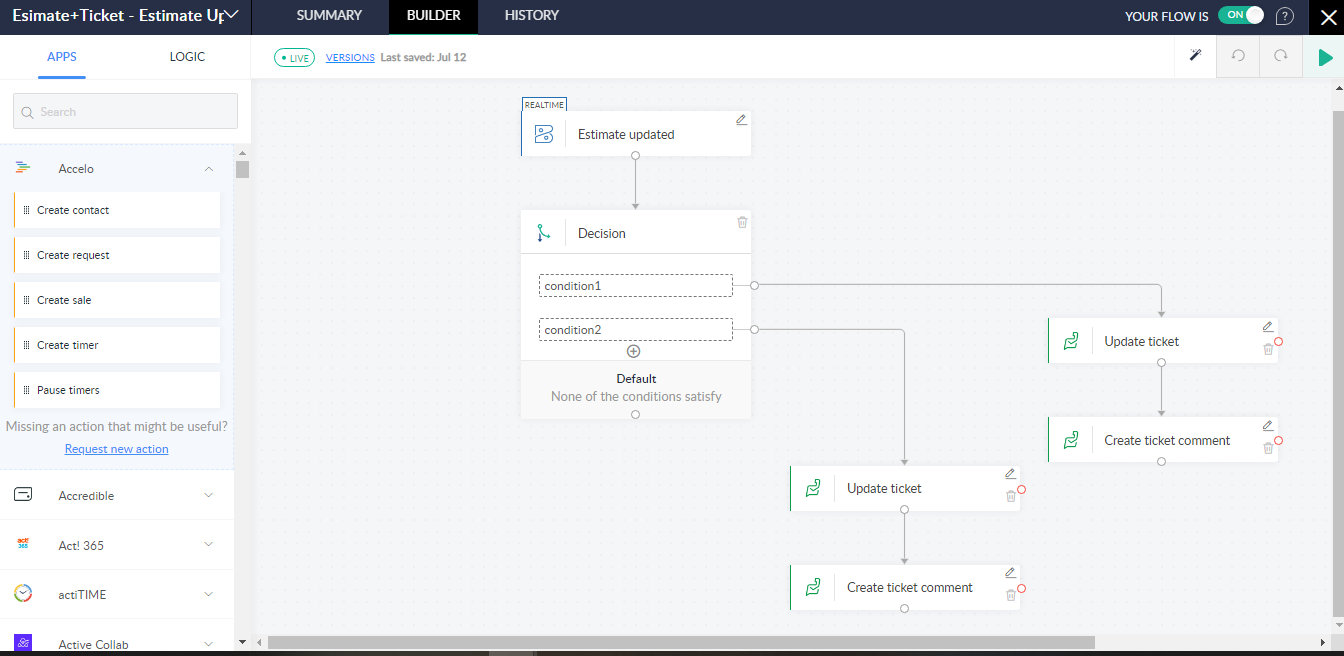 Esimate+Ticket - Estimate Up
SUMMARY
BUILDER
HISTORY
YOUR FLOW IS
ON
?
APPS
LOGIC
LIVE
VERSIONS
Last saved: Jul 12
Search
Accelo
Create contact
Create request
Create sale
Create timer
Pause timers
Missing an action that might be useful?
Request new action
Accredible
act!
365
Act! 365
actiTIME
Active Collab
REALTIME
Estimate updated
Decision
condition1
condition2
Default
None of the conditions satisfy
Update ticket
Create ticket comment
Update ticket
Create ticket comment